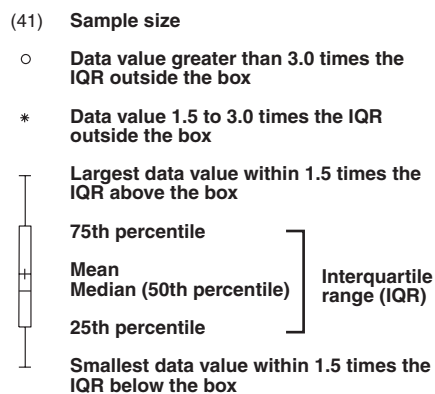 (41) Sample size
Data value greater than 3.0 times the
IQR outside the box
Data value 1.5 to 3.0 times the IQR
outside the box
Largest data value within 1.5 times the
IQR above the box
75th percentile
Mean
Median (50th percentile)
25th percentile
Interquartile
range (IQR)
Smallest data value within 1.5 times the
IQR below the box